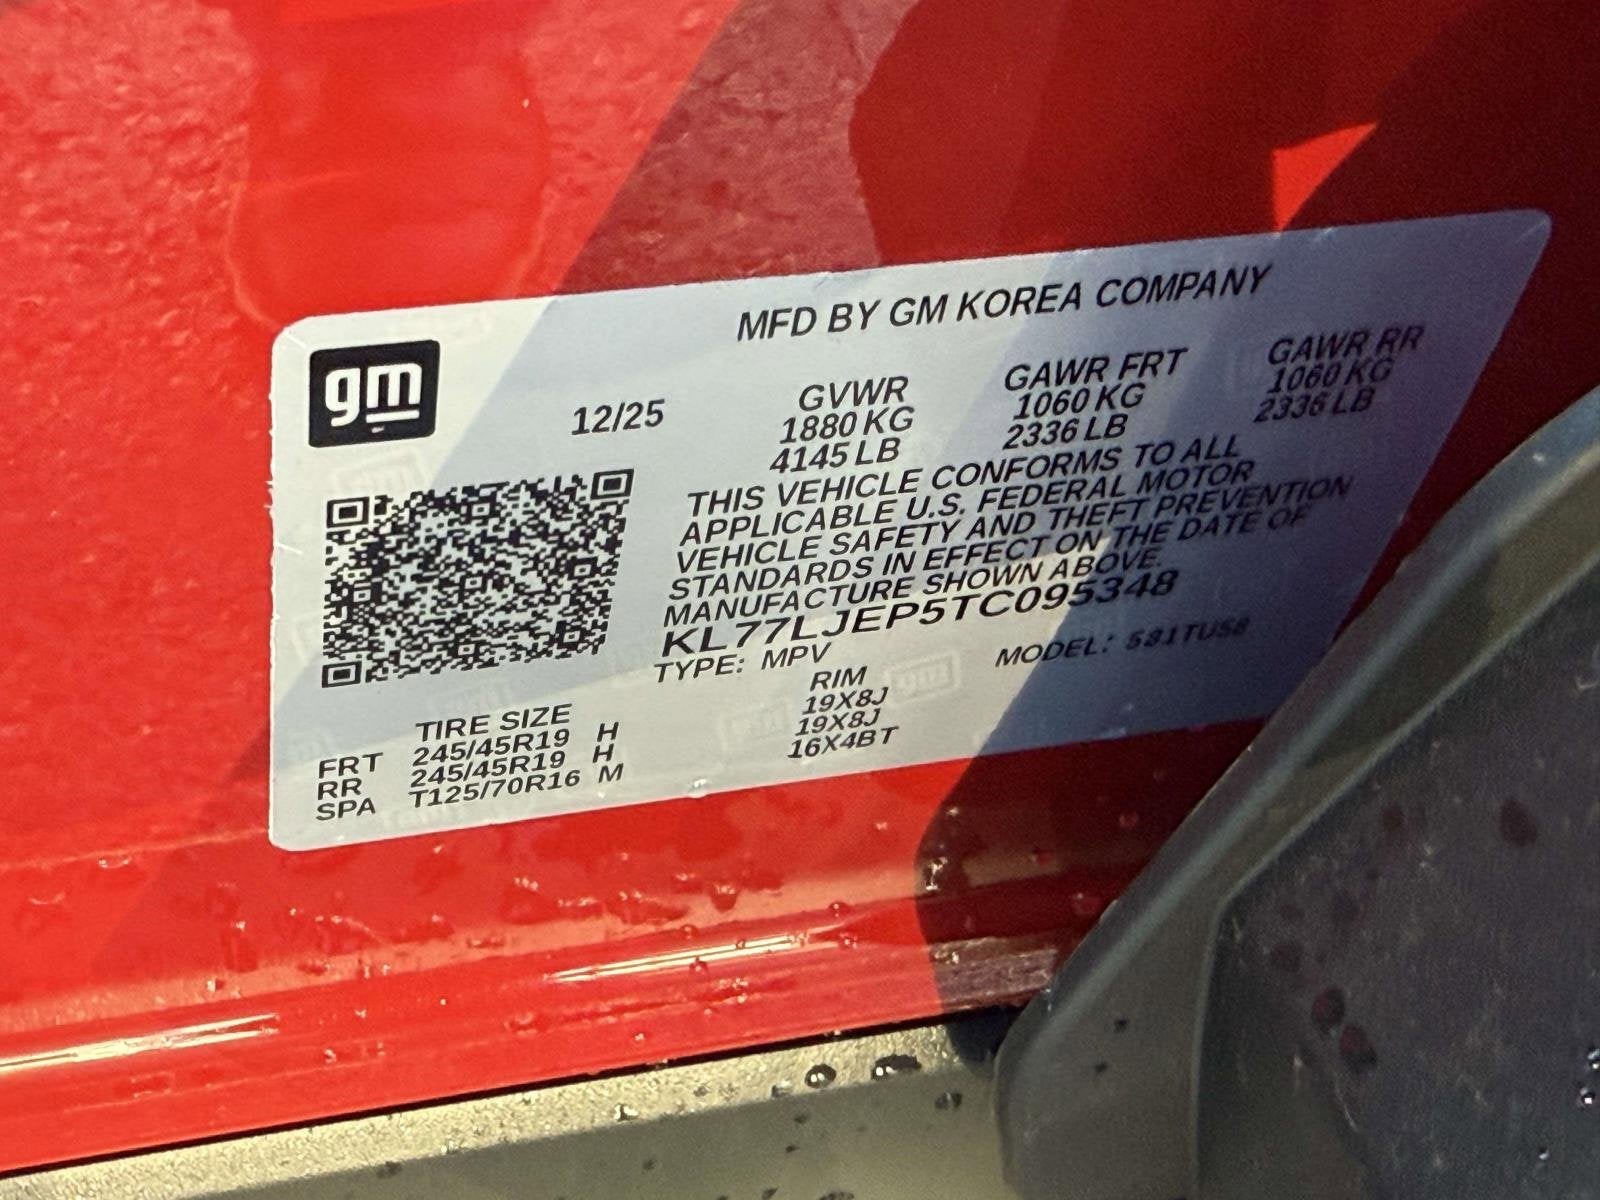 MFD BY GM KOREA COMPANY
gm
12/25
GVWR GAWR FRT GAWR RR
1880 KG 1060 KG 1060 KG
4145 LB 2336 LB 2336 LB
THIS VEHICLE CONFORMS TO ALL
APPLICABLE U.S. FEDERAL MOTOR
VEHICLE SAFETY AND THEFT PREVENTION
STANDARDS IN EFFECT ON THE DATE OF
MANUFACTURE SHOWN ABOVE.
KL77LJEP5TC095348
TYPE: MPV MODEL: 5S1TU58
TIRE SIZE RIM
FRT 245/45R19 H 19X8J
RR 245/45R19 H 19X8J
SPA T125/70R16 M 16X4BT